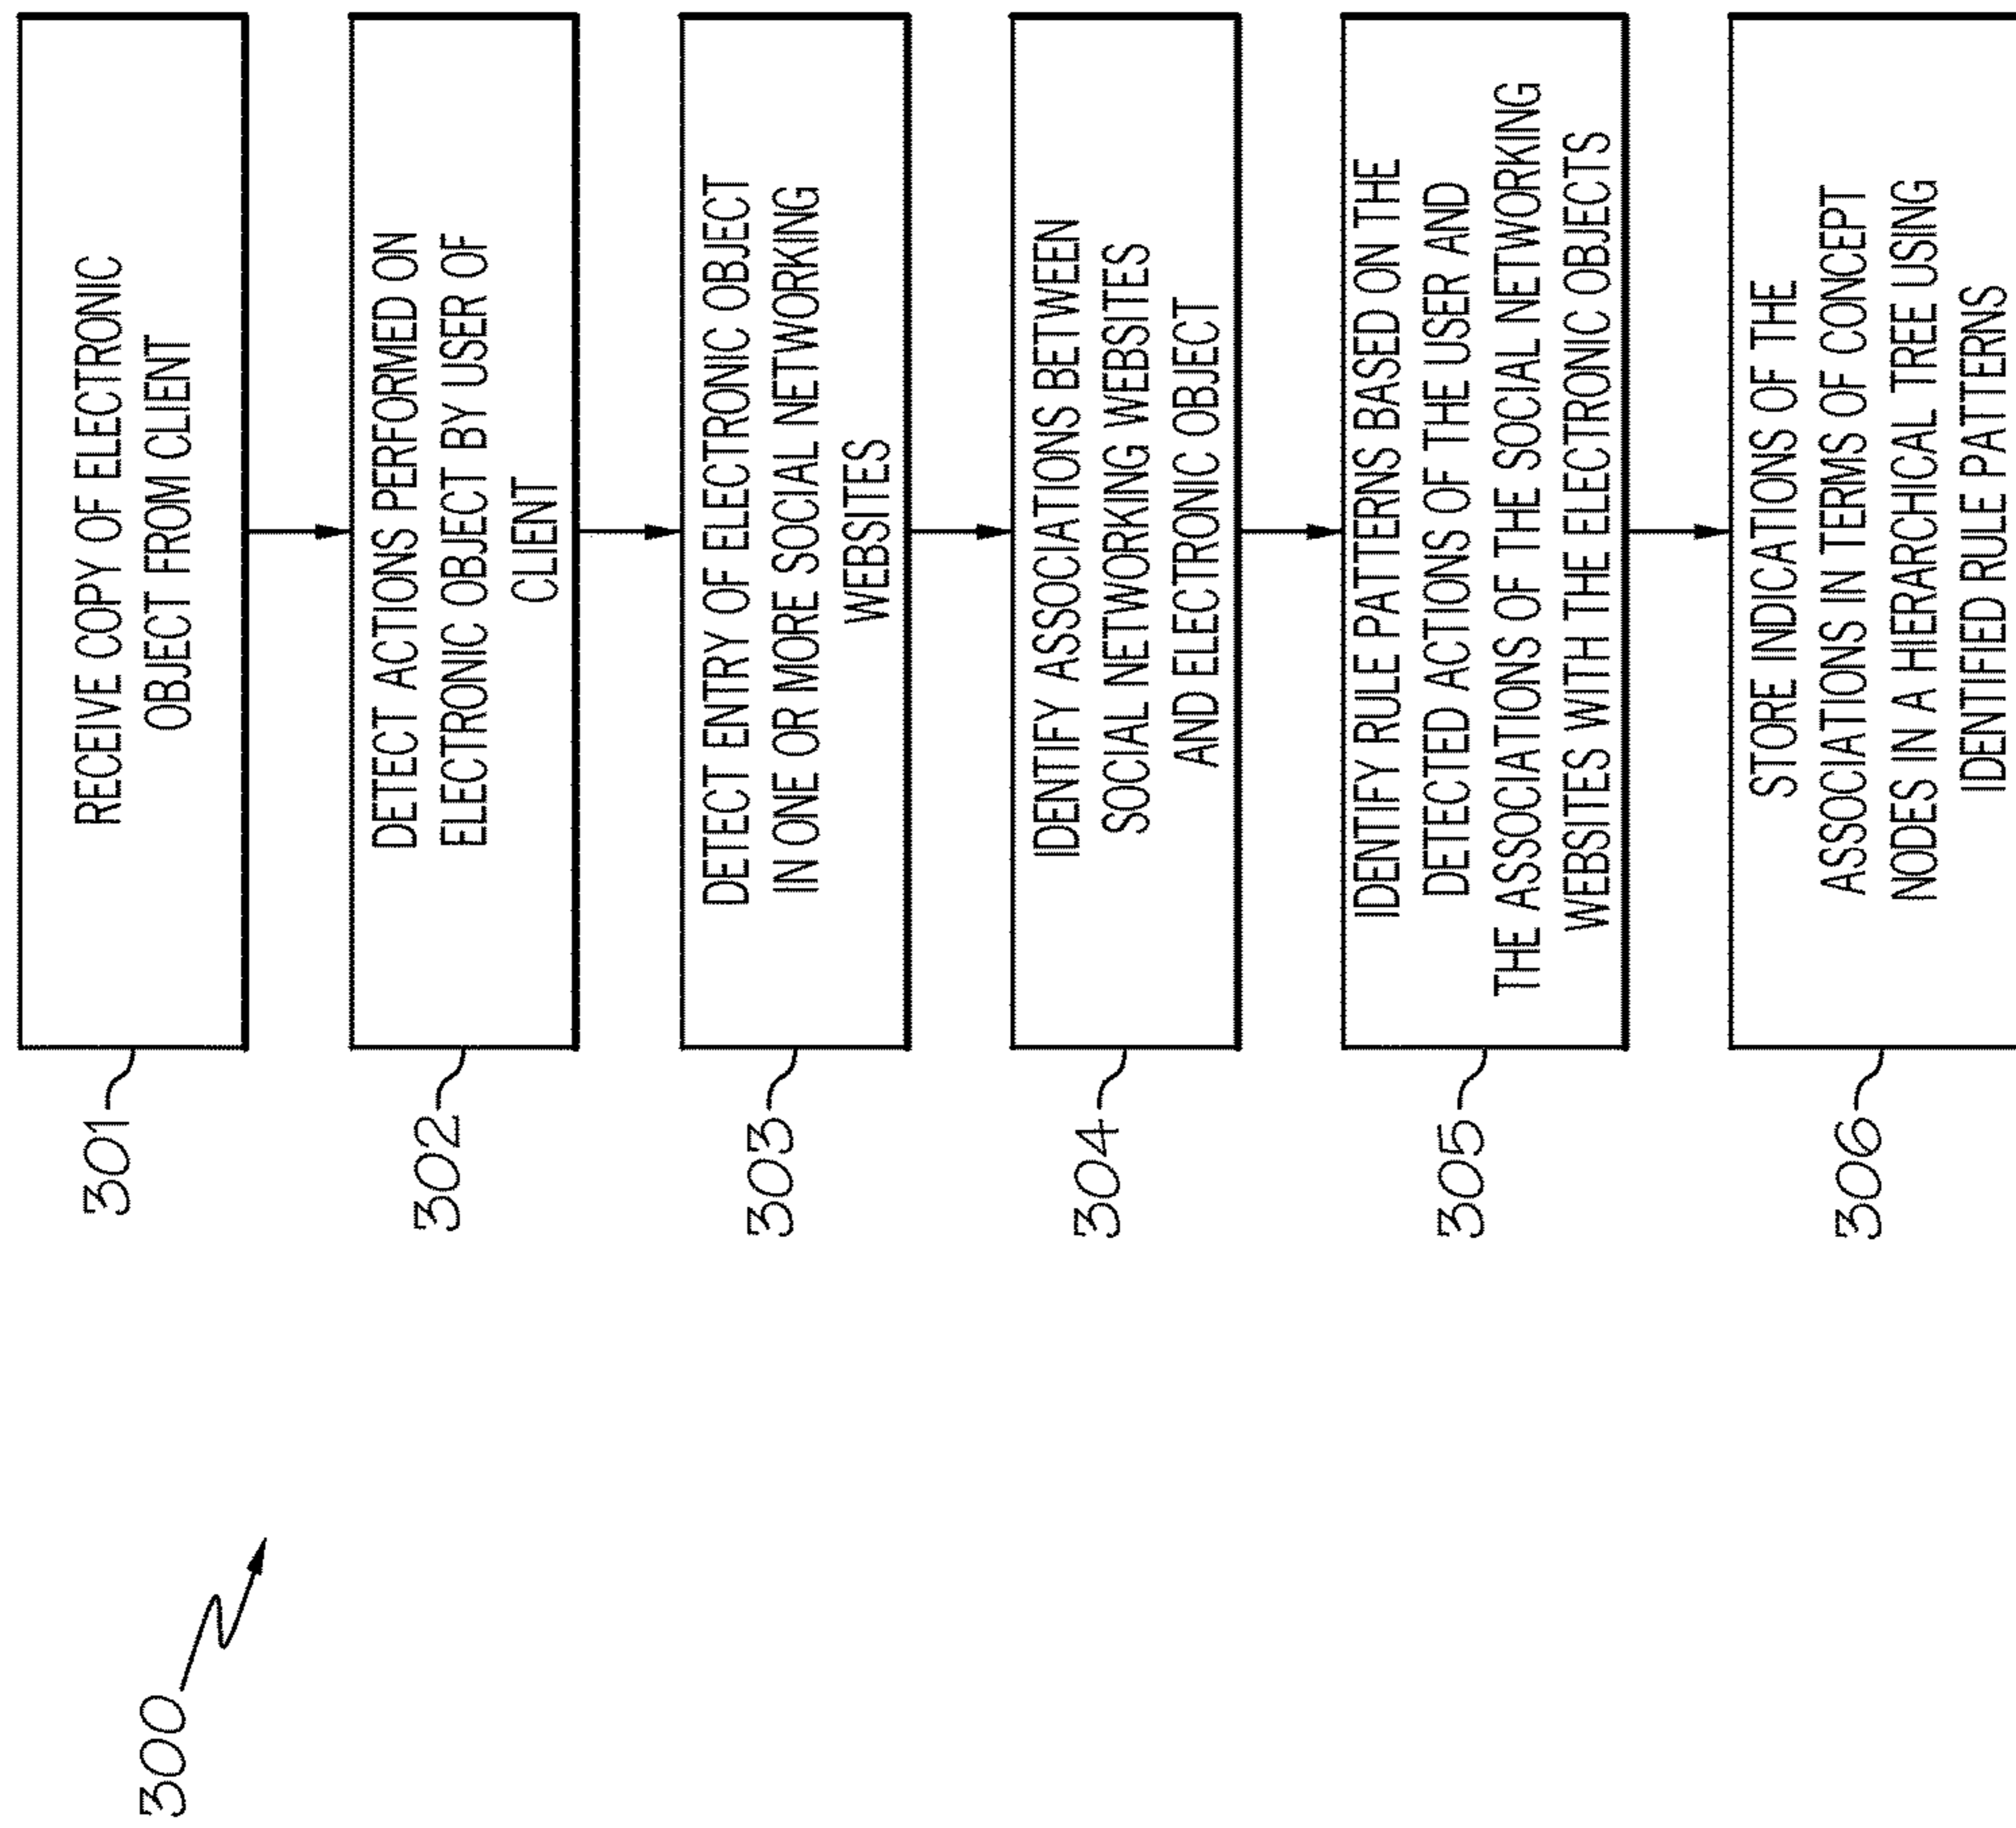 300
301
RECEIVE COPY OF ELECTRONIC
OBJECT FROM CLIENT
302
DETECT ACTIONS PERFORMED ON
ELECTRONIC OBJECT BY USER OF
CLIENT
303
DETECT ENTRY OF ELECTRONIC OBJECT
IN ONE OR MORE SOCIAL NETWORKING
WEBSITES
304
IDENTIFY ASSOCIATIONS BETWEEN
SOCIAL NETWORKING WEBSITES
AND ELECTRONIC OBJECT
305
IDENTIFY RULE PATTERNS BASED ON THE
DETECTED ACTIONS OF THE USER AND
THE ASSOCIATIONS OF THE SOCIAL NETWORKING
WEBSITES WITH THE ELECTRONIC OBJECTS
306
STORE INDICATIONS OF THE
ASSOCIATIONS IN TERMS OF CONCEPT
NODES IN A HIERARCHICAL TREE USING
IDENTIFIED RULE PATTERNS